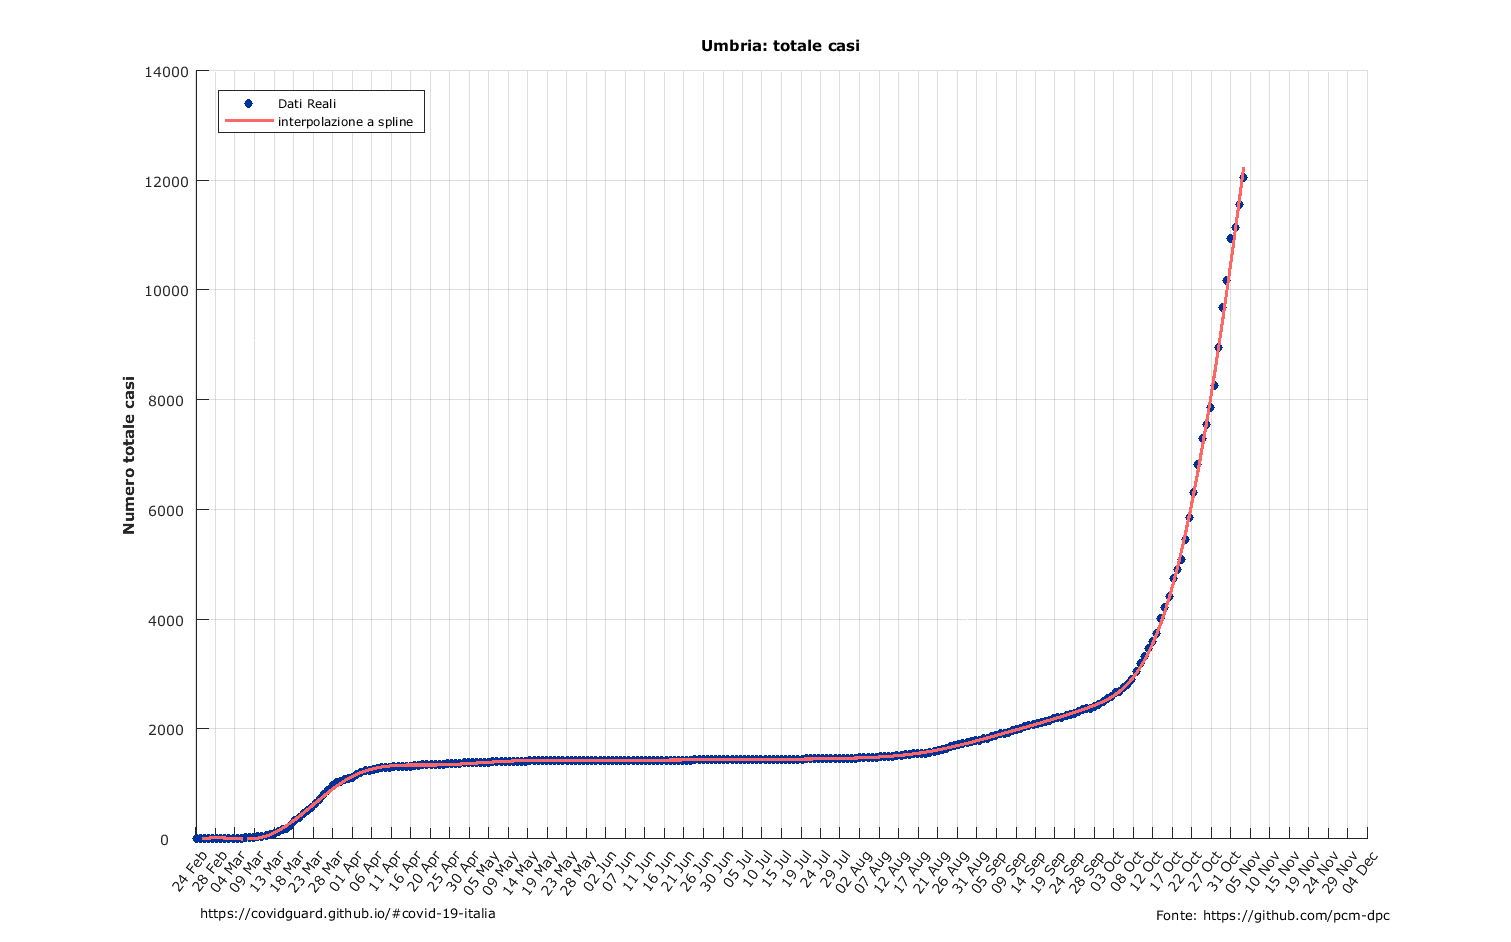 Umbria: totale casi
14000
12000
10000
8000
6000
4000
2000
0
Numero totale casi
Dati Reali
interpolazione a spline
24 Feb
28 Feb
04 Mar
09 Mar
13 Mar
18 Mar
23 Mar
28 Mar
01 Apr
06 Apr
11 Apr
16 Apr
20 Apr
25 Apr
30 Apr
05 May
09 May
14 May
19 May
23 May
28 May
02 Jun
07 Jun
11 Jun
16 Jun
21 Jun
26 Jun
30 Jun
05 Jul
10 Jul
15 Jul
19 Jul
24 Jul
29 Jul
02 Aug
07 Aug
12 Aug
17 Aug
21 Aug
26 Aug
31 Aug
05 Sep
09 Sep
14 Sep
19 Sep
24 Sep
28 Sep
03 Oct
08 Oct
12 Oct
17 Oct
22 Oct
27 Oct
31 Oct
05 Nov
10 Nov
15 Nov
19 Nov
24 Nov
29 Nov
04 Dec
https://covidguard.github.io/#covid-19-italia
Fonte: https://github.com/pcm-dpc